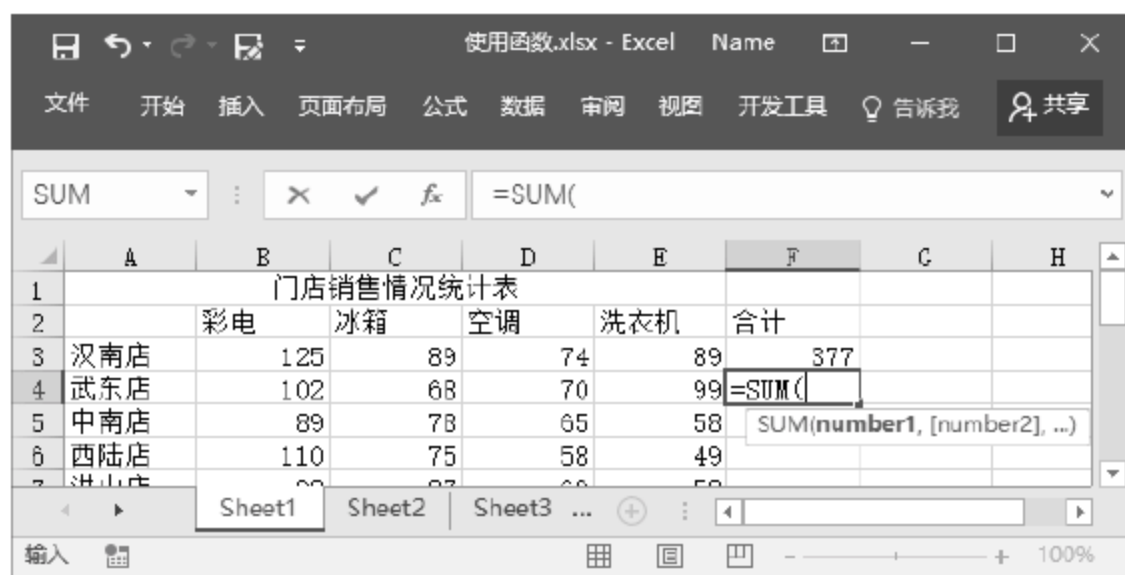 使用函数.xlsx - Excel Name
文件 开始 插入 页面布局 公式 数据 审阅 视图 开发工具 告诉我 共享
SUM fx =SUM(
A B C D E F G H
1 门店销售情况统计表
2 彩电 冰箱 空调 洗衣机 合计
3 汉南店 125 89 74 89 377
4 武东店 102 68 70 99 =SUM(
5 中南店 89 78 65 58
SUM(number1, [number2], ...)
6 西陆店 110 75 58 49
Sheet1 Sheet2 Sheet3 ...
输入 100%